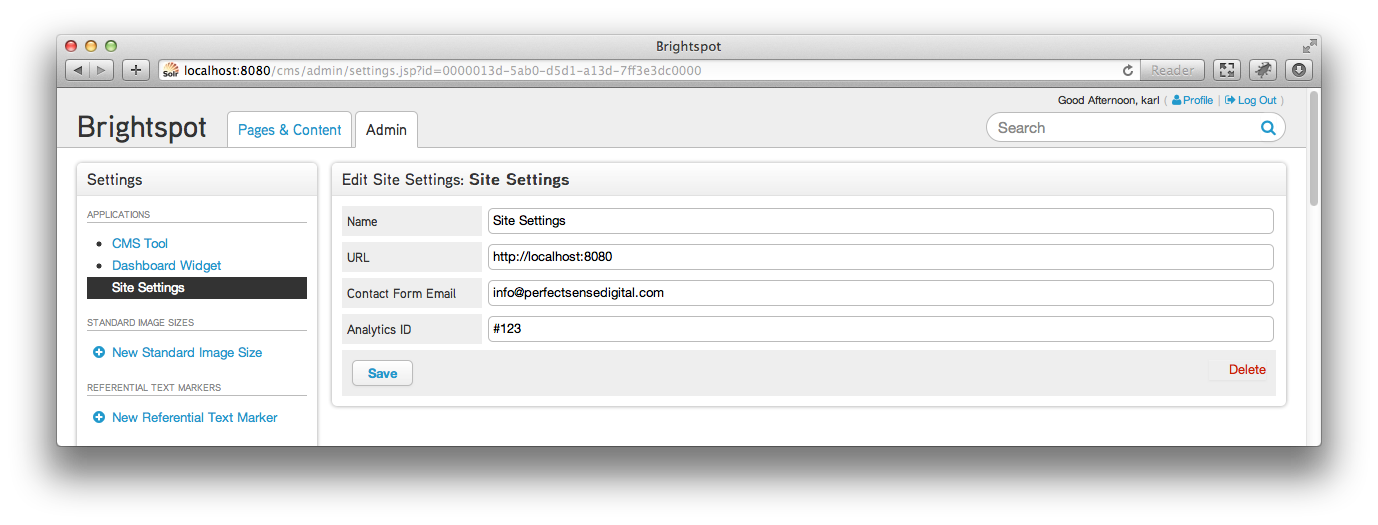 Brightspot
Solr localhost:8080/cms/admin/settings.jsp?id=0000013d-5ab0-d5d1-a13d-7ff3e3dc0000
Reader
Good Afternoon, karl ( Profile | Log Out )
Brightspot
Pages & Content
Admin
Search
Settings
APPLICATIONS
CMS Tool
Dashboard Widget
Site Settings
STANDARD IMAGE SIZES
New Standard Image Size
REFERENTIAL TEXT MARKERS
New Referential Text Marker
Edit Site Settings: Site Settings
Name Site Settings
URL http://localhost:8080
Contact Form Email info@perfectsensedigital.com
Analytics ID #123
Save
Delete